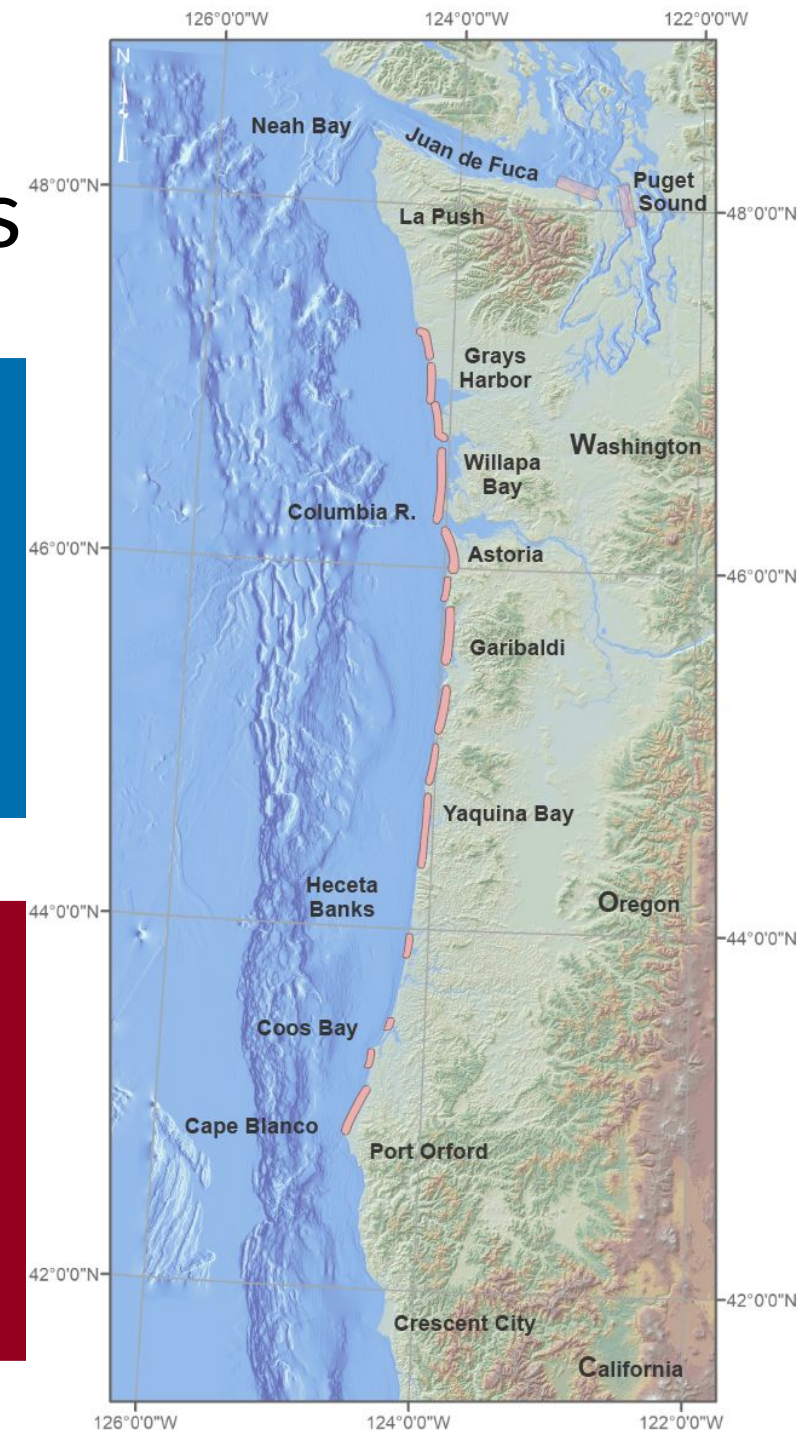 126°0'0"W
124°0'0"W
122°0'0"W
N
Neah Bay
Juan de Fuca
48°0'0"N
Puget
Sound
48°0'0"N
s
La Push
Grays
Harbor
Washington
Willapa
Bay
Columbia R.
46°0'0"N
Astoria
46°0'0"N
Garibaldi
Yaquina Bay
Heceta
Banks
Oregon
44°0'0"N
44°0'0"N
Coos Bay
Cape Blanco
Port Orford
42°0'0"N
42°0'0"N
Crescent City
California
126°0'0"W
124°0'0"W
122°0'0"W